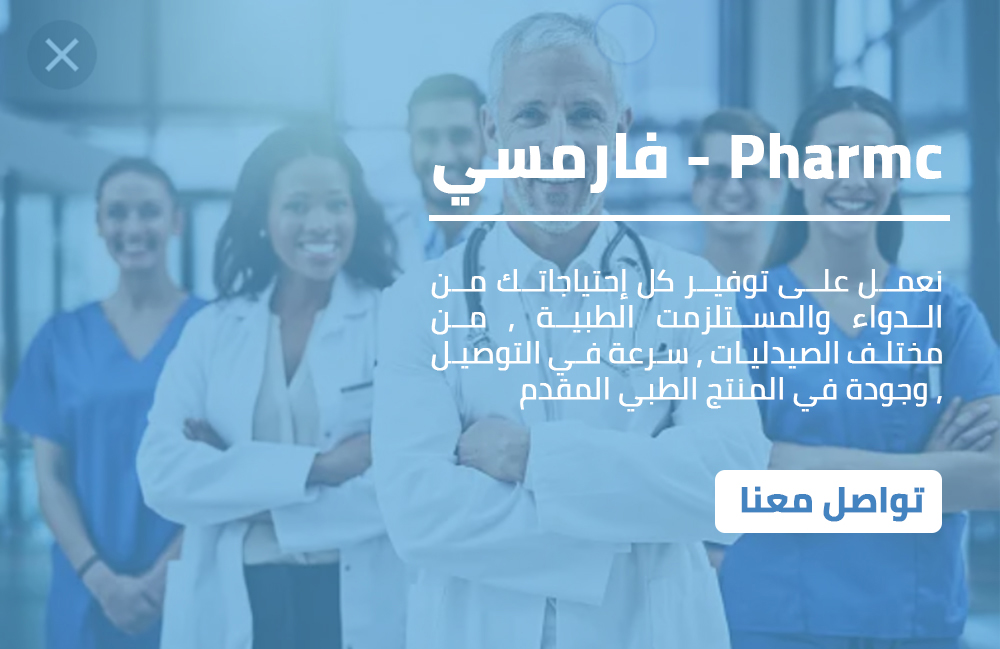 Pharmc - فارمسي
نعمل على توفير كل إحتياجاتك من
الدواء والمستلزمت الطبية , من
مختلف الصيدليات , سرعة في التوصيل
, وجودة في المنتج الطبي المقدم
تواصل معنا